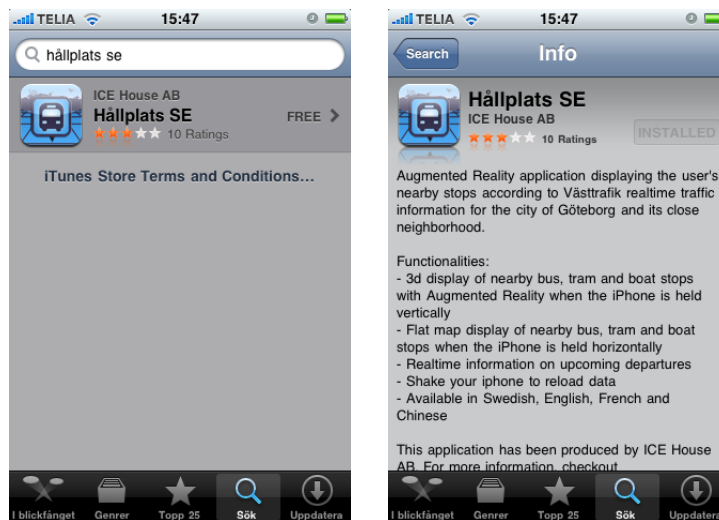 TELIA 15:47
hållplats se
ICE House AB
Hållplats SE
FREE
10 Ratings
iTunes Store Terms and Conditions...
I blickfånget Genrer Topp 25 Sök Uppdatera
TELIA 15:47
Search Info
Hållplats SE
ICE House AB
10 Ratings
INSTALLED
Augmented Reality application displaying the user's
nearby stops according to Västtrafik realtime traffic
information for the city of Göteborg and its close
neighborhood.
Functionalities:
- 3d display of nearby bus, tram and boat stops
with Augmented Reality when the iPhone is held
vertically
- Flat map display of nearby bus, tram and boat
stops when the iPhone is held horizontally
- Realtime information on upcoming departures
- Shake your iphone to reload data
- Available in Swedish, English, French and
Chinese
This application has been produced by ICE House
AB. For more information, checkout
I blickfånget Genrer Topp 25 Sök Uppdatera